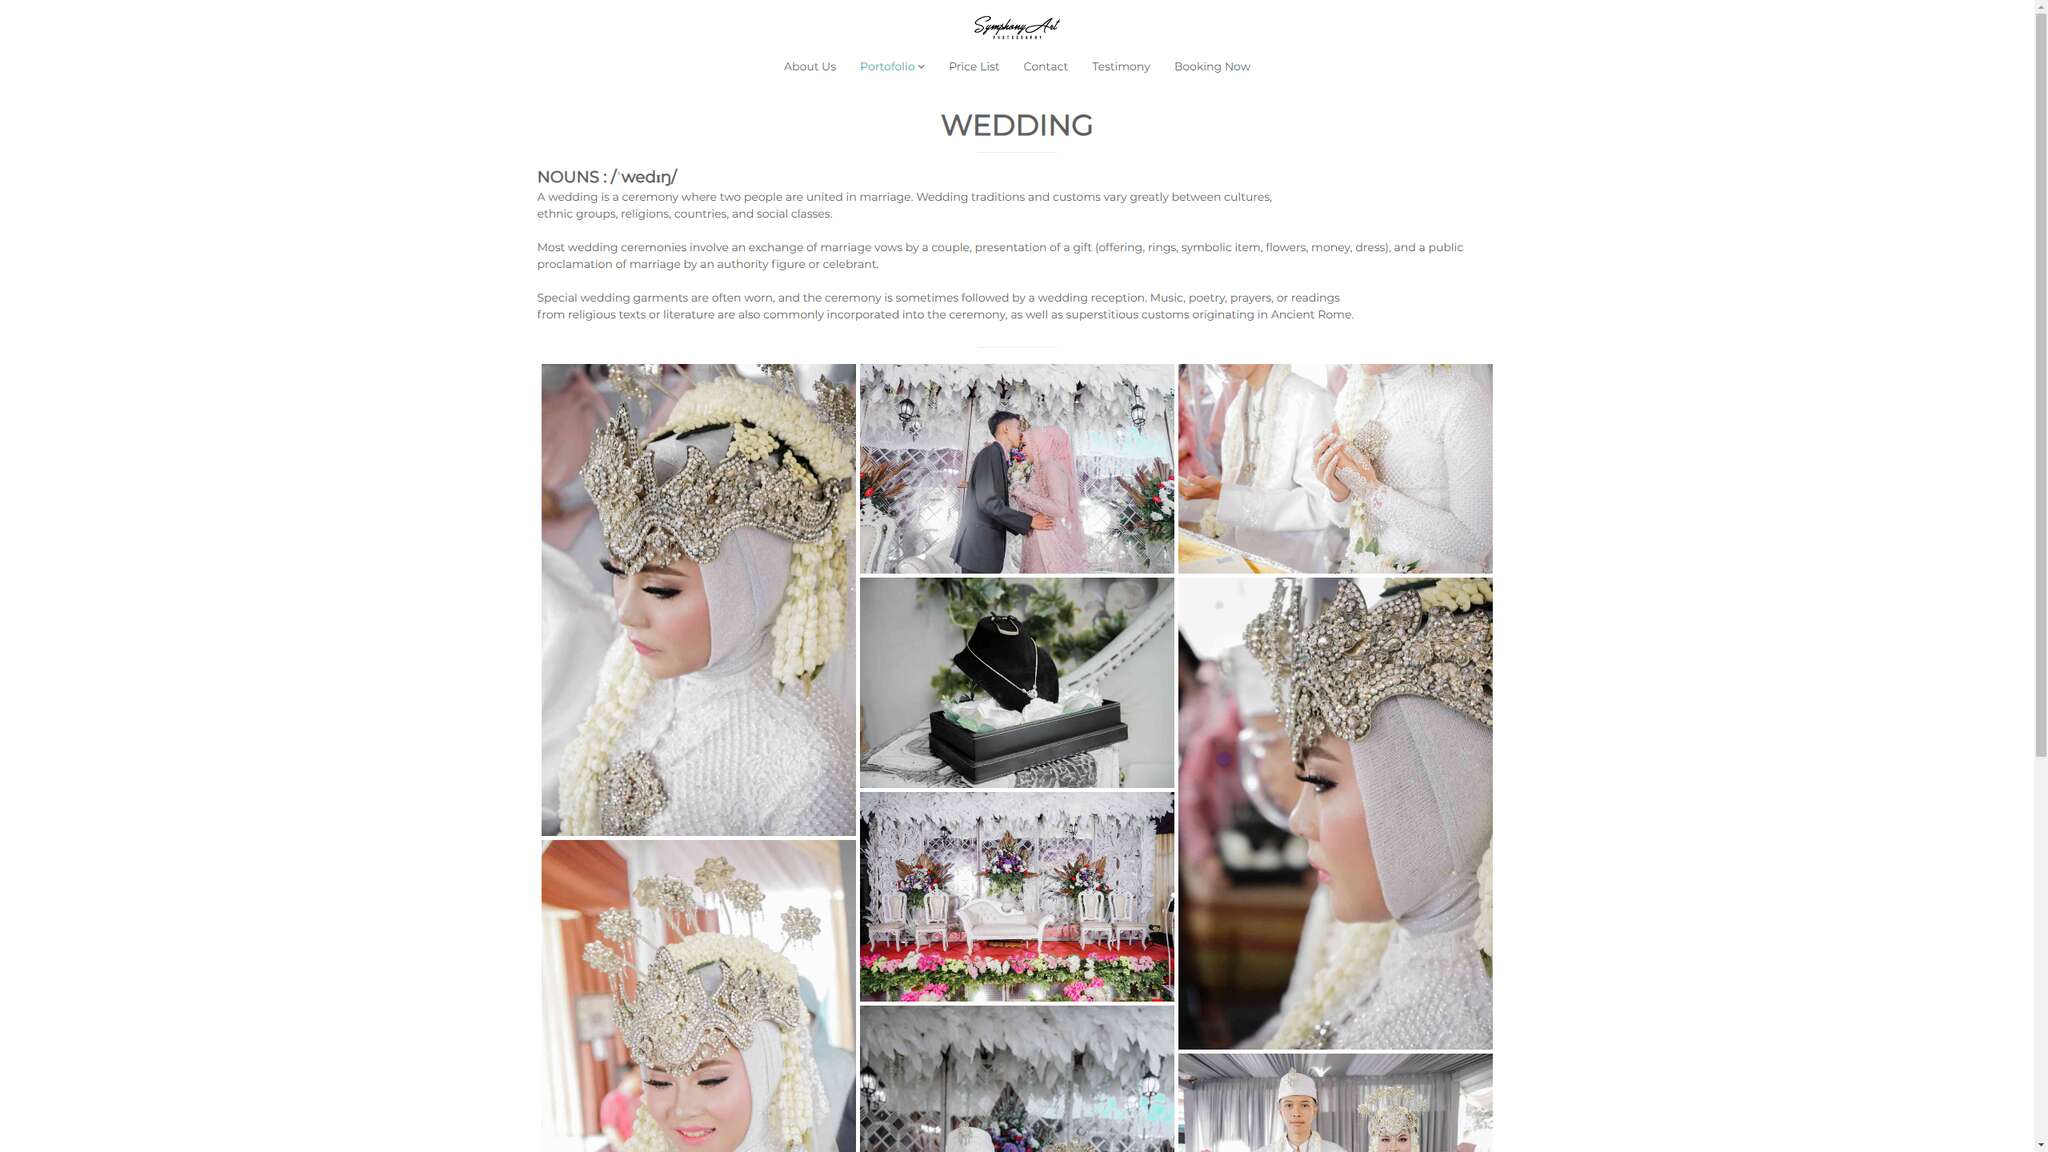 SymphonyArt
PHOTOGRAPHY
About Us Portofolio Price List Contact Testimony Booking Now
WEDDING
NOUNS : /ˈwedɪŋ/
A wedding is a ceremony where two people are united in marriage. Wedding traditions and customs vary greatly between cultures,
ethnic groups, religions, countries, and social classes.
Most wedding ceremonies involve an exchange of marriage vows by a couple, presentation of a gift (offering, rings, symbolic item, flowers, money, dress), and a public
proclamation of marriage by an authority figure or celebrant.
Special wedding garments are often worn, and the ceremony is sometimes followed by a wedding reception. Music, poetry, prayers, or readings
from religious texts or literature are also commonly incorporated into the ceremony, as well as superstitious customs originating in Ancient Rome.